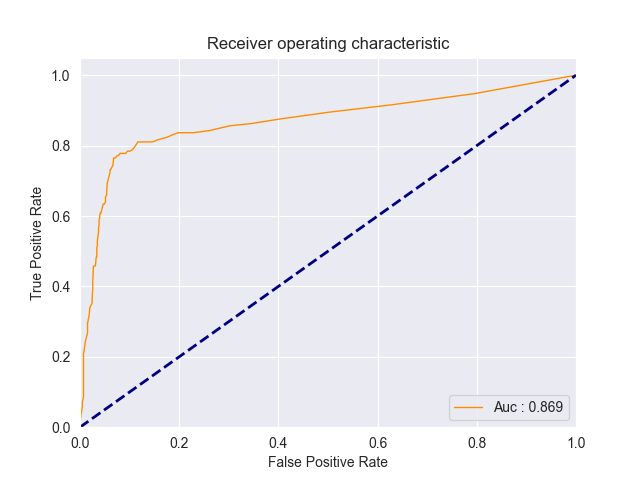 Receiver operating characteristic
True Positive Rate
1.0
0.8
0.6
0.4
0.2
0.0
0.0 0.2 0.4 0.6 0.8 1.0
False Positive Rate
Auc : 0.869